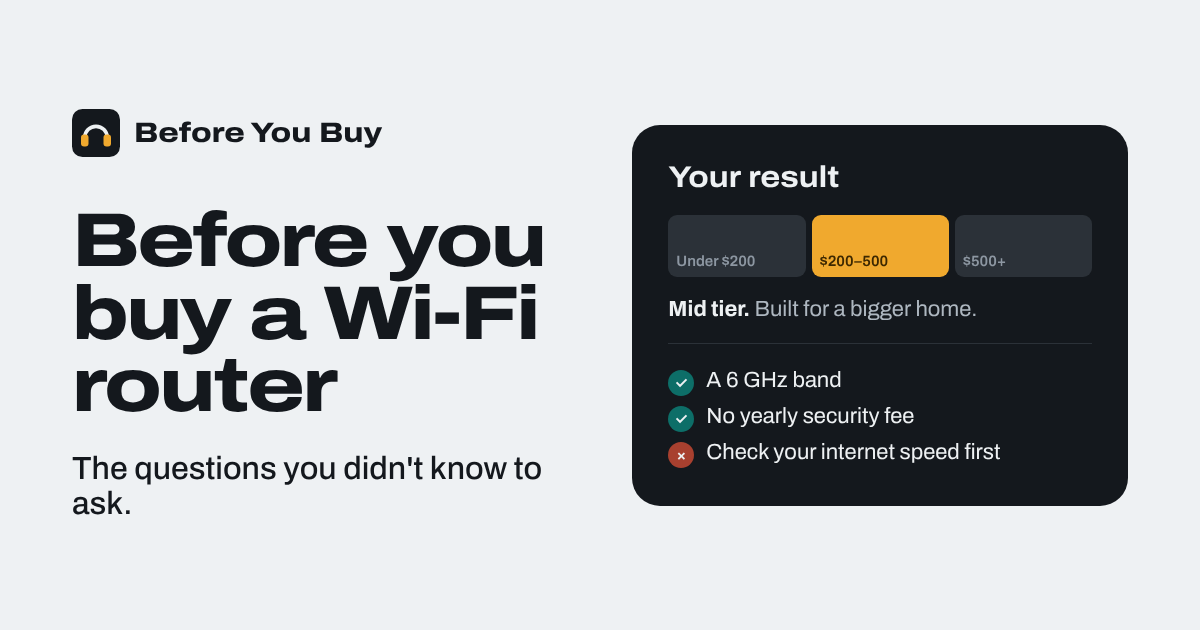 Before You Buy
Before you
buy a Wi-Fi
router
The questions you didn't know to
ask.
Your result
Under $200
$200–500
$500+
Mid tier. Built for a bigger home.
A 6 GHz band
No yearly security fee
Check your internet speed first